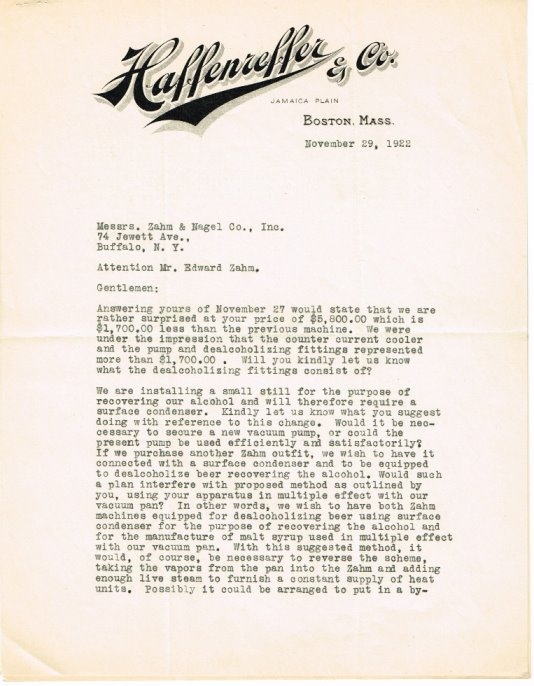 Haffenreffer & Co.
JAMAICA PLAIN
BOSTON, MASS.
November 29, 1922
Messrs. Zahm & Nagel Co., Inc.
74 Jewett Ave.,
Buffalo, N. Y.
Attention Mr. Edward Zahm.
Gentlemen:
Answering yours of November 27 would state that we are
rather surprised at your price of $5,800.00 which is
$1,700.00 less than the previous machine. We were
under the impression that the counter current cooler
and the pump and dealcoholizing fittings represented
more than $1,700.00 . Will you kindly let us know
what the dealcoholizing fittings consist of?
We are installing a small still for the purpose of
recovering our alcohol and will therefore require a
surface condenser. Kindly let us know what you suggest
doing with reference to this change. Would it be nec-
cessary to secure a new vacuum pump, or could the
present pump be used efficiently and satisfactorily?
If we purchase another Zahm outfit, we wish to have it
connected with a surface condenser and to be equipped
to dealcoholize beer recovering the alcohol. Would such
a plan interfere with proposed method as outlined by
you, using your apparatus in multiple effect with our
vacuum pan? In other words, we wish to have both Zahm
machines equipped for dealcoholizing beer using surface
condenser for the purpose of recovering the alcohol and
for the manufacture of malt syrup used in multiple effect
with our vacuum pan. With this suggested method, it
would, of course, be necessary to reverse the scheme,
taking the vapors from the pan into the Zahm and adding
enough live steam to furnish a constant supply of heat
units. Possibly it could be arranged to put in a by-